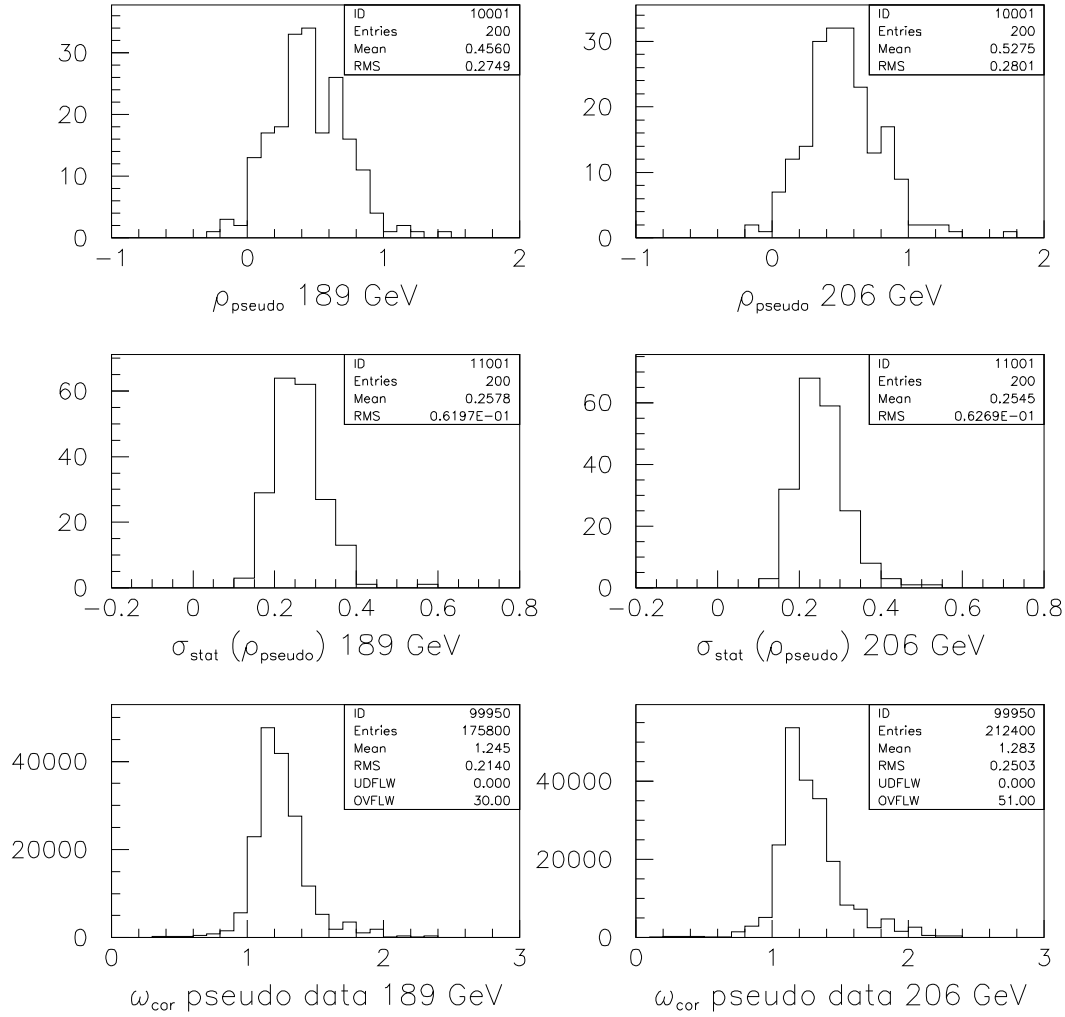 ID 10001
Entries 200
Mean 0.4560
RMS 0.2749
30
20
10
0
-1 0 1 2
ρpseudo 189 GeV
ID 10001
Entries 200
Mean 0.5275
RMS 0.2801
30
20
10
0
-1 0 1 2
ρpseudo 206 GeV
ID 11001
Entries 200
Mean 0.2578
RMS 0.6197E-01
60
40
20
0
-0.2 0 0.2 0.4 0.6 0.8
σstat (ρpseudo) 189 GeV
ID 11001
Entries 200
Mean 0.2545
RMS 0.6269E-01
60
40
20
0
-0.2 0 0.2 0.4 0.6 0.8
σstat (ρpseudo) 206 GeV
ID 99950
Entries 175800
Mean 1.245
RMS 0.2140
UDFLW 0.000
OVFLW 30.00
40000
20000
0
0 1 2 3
ωcor pseudo data 189 GeV
ID 99950
Entries 212400
Mean 1.283
RMS 0.2503
UDFLW 0.000
OVFLW 51.00
40000
20000
0
0 1 2 3
ωcor pseudo data 206 GeV